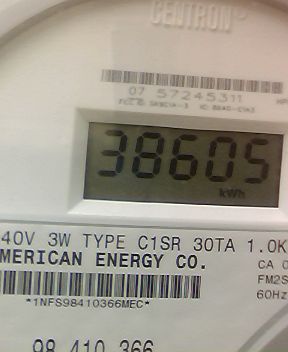 CENTRON
07 57245311
38605
kWh
40V 3W TYPE C1SR 30TA 1.0K
MERICAN ENERGY CO.
CA 0
FM2S
*1NFS98410366MEC*
60Hz
98 410 366